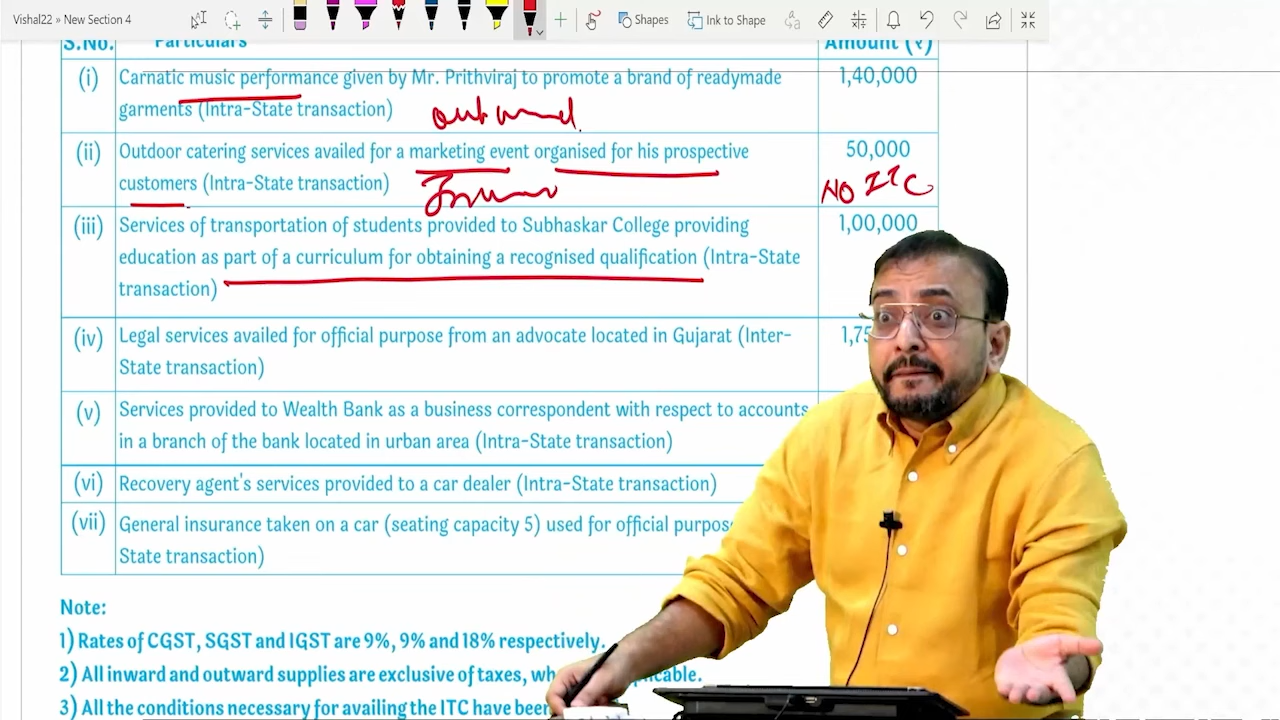 Vishal22 » New Section 4
Shapes
Ink to Shape
S.No. Particulars Amount (₹)
(i) Carnatic music performance given by Mr. Prithviraj to promote a brand of readymade 1,40,000
garments (Intra-State transaction) outward
(ii) Outdoor catering services availed for a marketing event organised for his prospective 50,000
customers (Intra-State transaction) NO ITC
(iii) Services of transportation of students provided to Subhaskar College providing 1,00,000
education as part of a curriculum for obtaining a recognised qualification (Intra-State
transaction)
(iv) Legal services availed for official purpose from an advocate located in Gujarat (Inter-
State transaction)
(v) Services provided to Wealth Bank as a business correspondent with respect to accounts
in a branch of the bank located in urban area (Intra-State transaction)
(vi) Recovery agent's services provided to a car dealer (Intra-State transaction)
(vii) General insurance taken on a car (seating capacity 5) used for official purpose
State transaction)
Note:
1) Rates of CGST, SGST and IGST are 9%, 9% and 18% respectively.
2) All inward and outward supplies are exclusive of taxes,
3) All the conditions necessary for availing the ITC have been